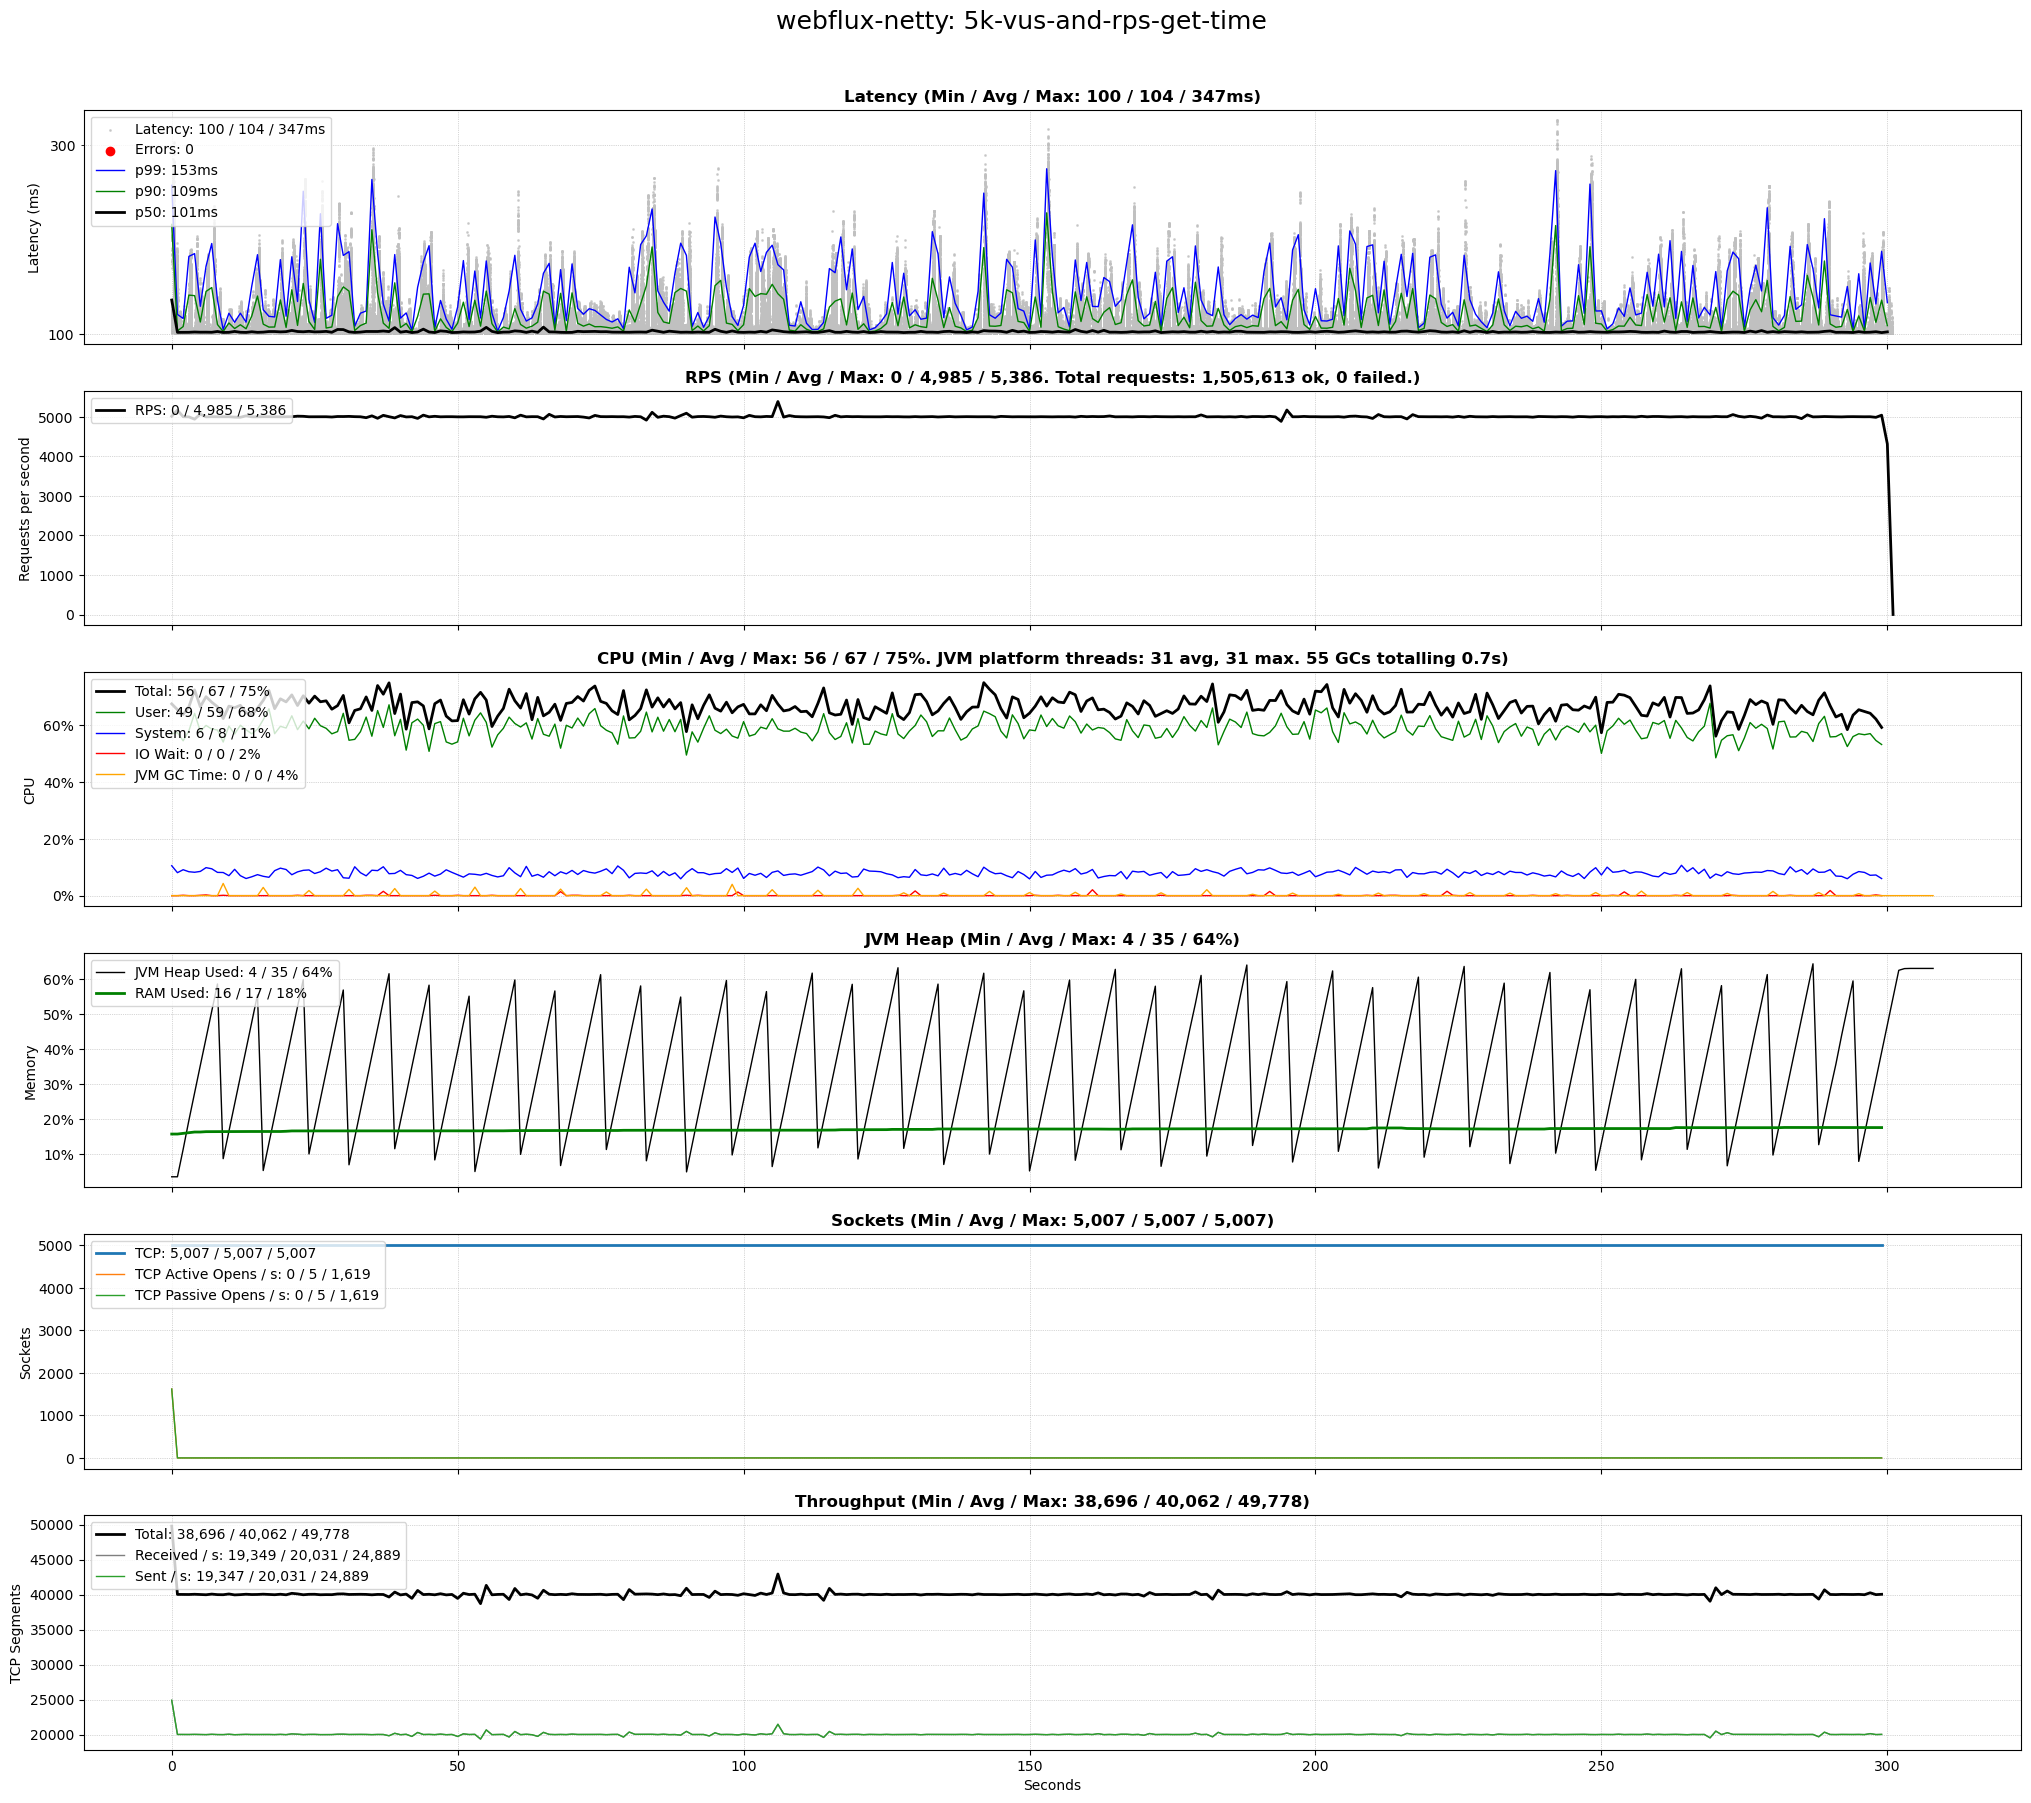 webflux-netty: 5k-vus-and-rps-get-time
Latency (Min / Avg / Max: 100 / 104 / 347ms)
Latency: 100 / 104 / 347ms
Errors: 0
p99: 153ms
p90: 109ms
p50: 101ms
300
100
Latency (ms)
RPS (Min / Avg / Max: 0 / 4,985 / 5,386. Total requests: 1,505,613 ok, 0 failed.)
RPS: 0 / 4,985 / 5,386
5000
4000
3000
2000
1000
0
Requests per second
CPU (Min / Avg / Max: 56 / 67 / 75%. JVM platform threads: 31 avg, 31 max. 55 GCs totalling 0.7s)
Total: 56 / 67 / 75%
User: 49 / 59 / 68%
System: 6 / 8 / 11%
IO Wait: 0 / 0 / 2%
JVM GC Time: 0 / 0 / 4%
60%
40%
20%
0%
CPU
JVM Heap (Min / Avg / Max: 4 / 35 / 64%)
JVM Heap Used: 4 / 35 / 64%
RAM Used: 16 / 17 / 18%
60%
50%
40%
30%
20%
10%
Memory
Sockets (Min / Avg / Max: 5,007 / 5,007 / 5,007)
TCP: 5,007 / 5,007 / 5,007
TCP Active Opens / s: 0 / 5 / 1,619
TCP Passive Opens / s: 0 / 5 / 1,619
5000
4000
3000
2000
1000
0
Sockets
Throughput (Min / Avg / Max: 38,696 / 40,062 / 49,778)
Total: 38,696 / 40,062 / 49,778
Received / s: 19,349 / 20,031 / 24,889
Sent / s: 19,347 / 20,031 / 24,889
50000
45000
40000
35000
30000
25000
20000
TCP Segments
0 50 100 150 200 250 300
Seconds